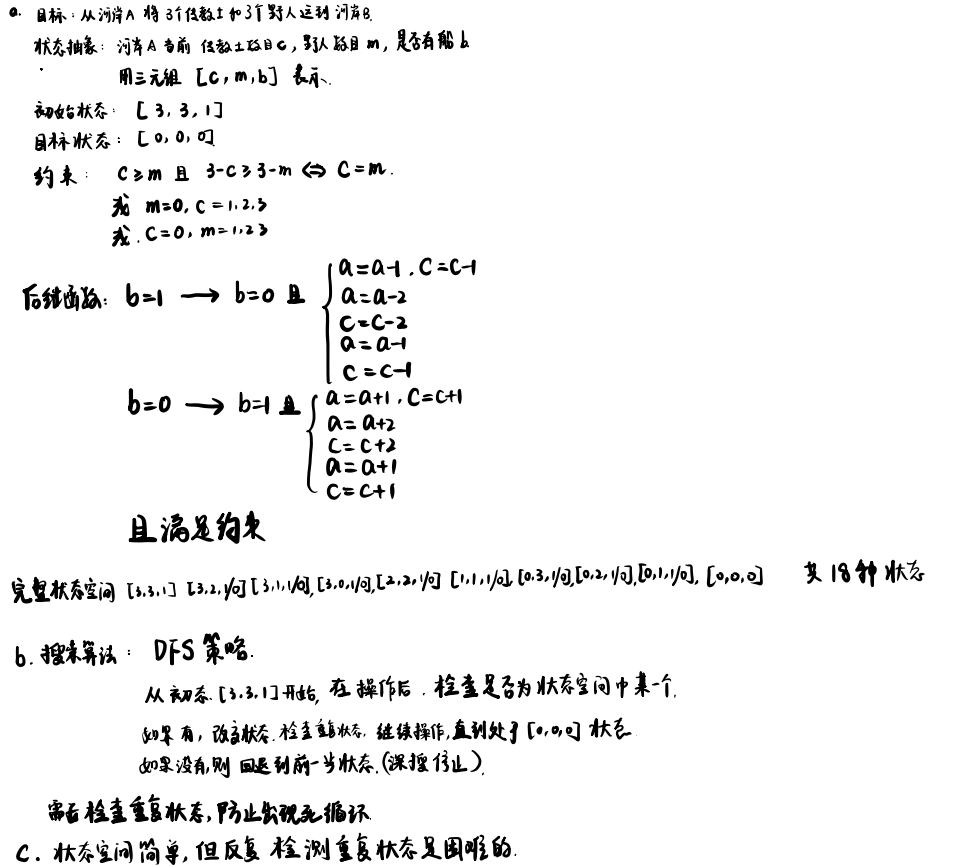 a. 目标：从河岸A 将 3个传教士和3个野人运到河岸B.
状态抽象：河岸A 当前 传教士数目c，野人数目m，是否有船b
用三元组 [c,m,b] 表示.
初始状态：[3,3,1]
目标状态：[0,0,0]
约束：c≥m 且 3-c≥3-m ⇔ c=m.
或 m=0, c=1,2,3
或. c=0, m=1,2 3
后继函数：b=1 → b=0 且 { a=a-1, c=c-1
a=a-2
c=c-2
a=a-1
c=c-1
b=0 → b=1 且 { a=a+1, c=c+1
a=a+2
c=c+2
a=a+1
c=c+1
且满足约束
完整状态空间 [3,3,1] [3,2,1/0] [3,1,1/0], [3,0,1/0], [2,2,1/0] [1,1,1/0], [0,3,1/0], [0,2,1/0], [0,1,1/0], [0,0,0] 共18种状态
b. 搜索算法：DFS 策略.
从初态 [3,3,1] 开始, 在操作后, 检查是否为状态空间中某一个.
如果有，改变状态. 检查重复状态. 继续操作, 直到处于 [0,0,0] 状态
如果没有, 则 回退到前一步状态. (深搜停止).
需要检查重复状态, 防止出现死循环.
c. 状态空间简单, 但反复检测重复状态是困难的.